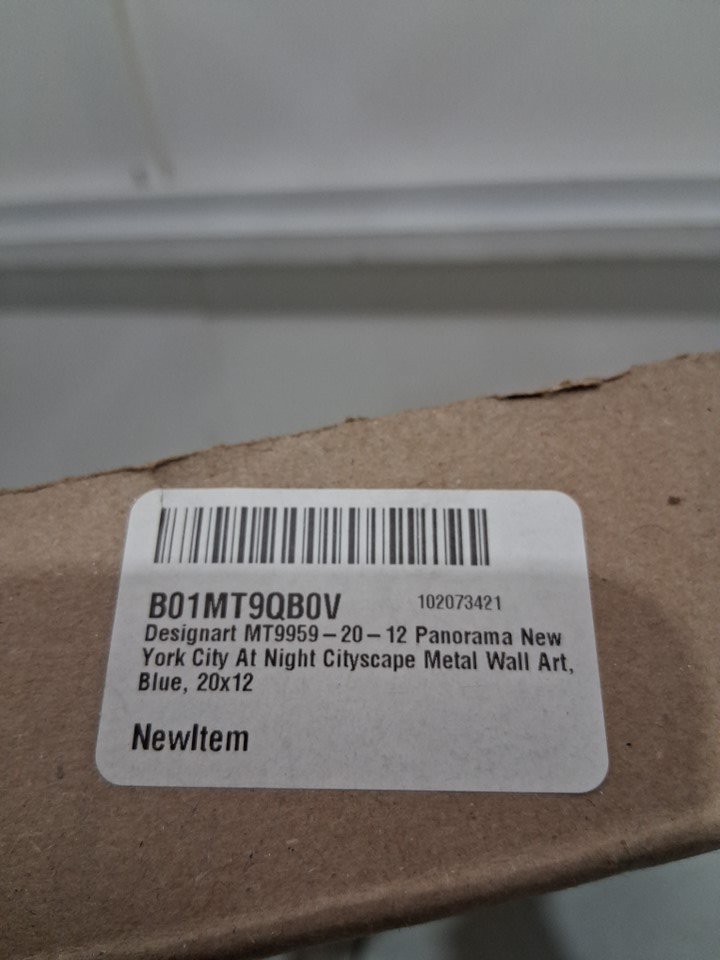 B01MT9QB0V 102073421
Designart MT9959-20-12 Panorama New
York City At Night Cityscape Metal Wall Art,
Blue, 20x12
NewItem